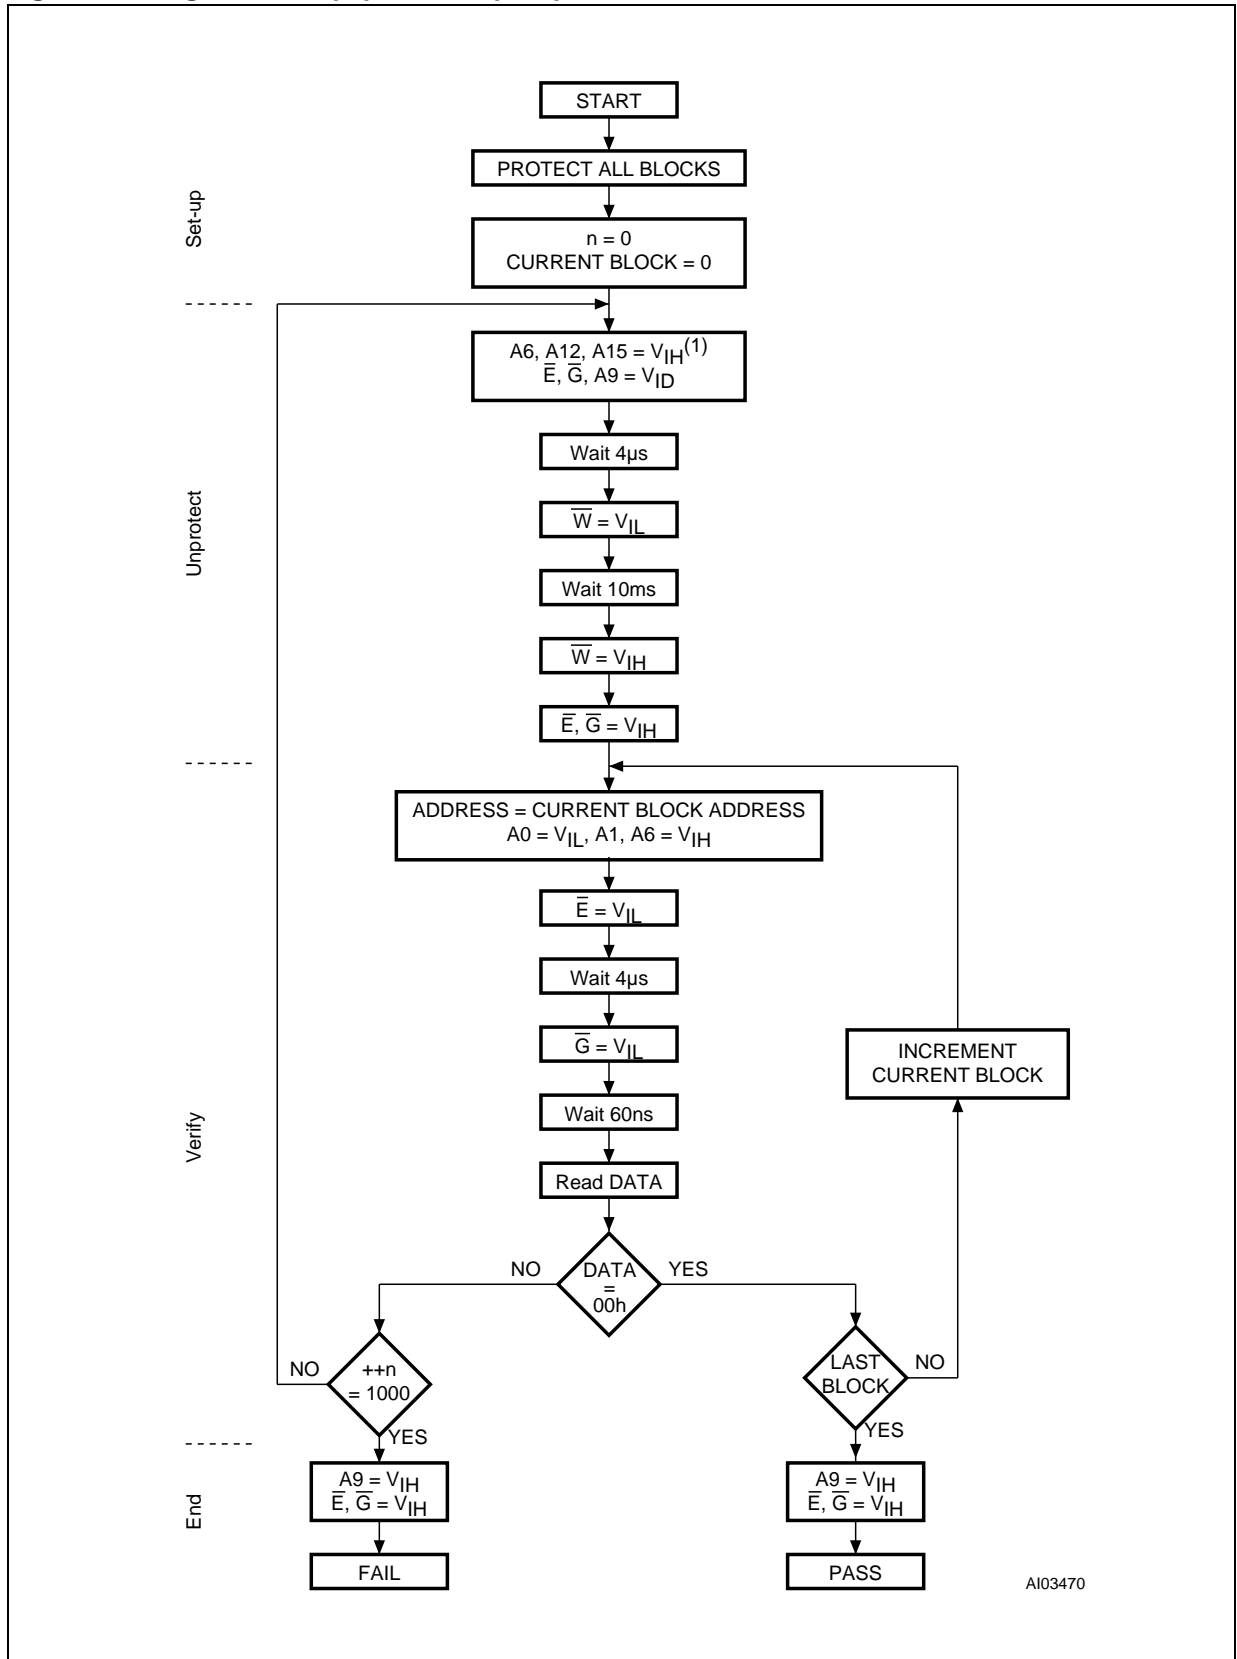 START
PROTECT ALL BLOCKS
Set-up
n = 0
CURRENT BLOCK = 0
A6, A12, A15 = VIH(1)
E̅, G̅, A9 = VID
Wait 4µs
W̅ = VIL
Unprotect
Wait 10ms
W̅ = VIH
E̅, G̅ = VIH
ADDRESS = CURRENT BLOCK ADDRESS
A0 = VIL, A1, A6 = VIH
E̅ = VIL
Wait 4µs
G̅ = VIL
INCREMENT
CURRENT BLOCK
Wait 60ns
Verify
Read DATA
NO
DATA
=
00h
YES
NO
++n
= 1000
YES
LAST
BLOCK
NO
YES
End
A9 = VIH
E̅, G̅ = VIH
A9 = VIH
E̅, G̅ = VIH
FAIL
PASS
AI03470